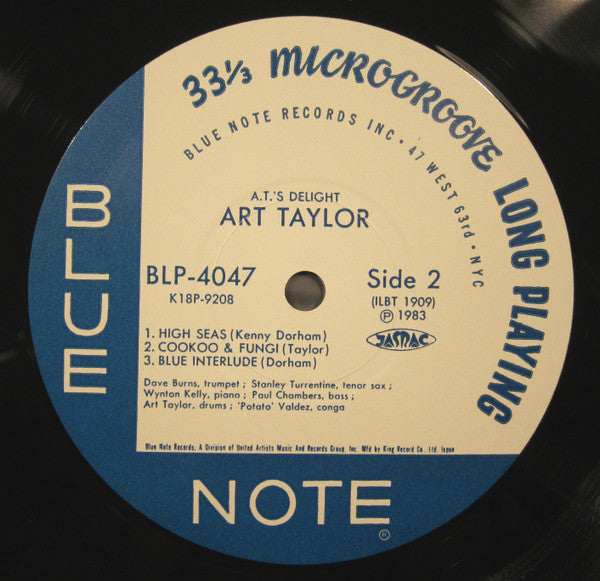 33⅓ MICROGROOVE LONG PLAYING
BLUE NOTE RECORDS INC • 47 WEST 63rd • NYC
A.T.'S DELIGHT
ART TAYLOR
BLP-4047
K18P-9208
Side 2
(ILBT 1909)
Ⓟ 1983
JASRAC
1. HIGH SEAS (Kenny Dorham)
2. COOKOO & FUNGI (Taylor)
3. BLUE INTERLUDE (Dorham)
Dave Burns, trumpet ; Stanley Turrentine, tenor sax ;
Wynton Kelly, piano ; Paul Chambers, bass ;
Art Taylor, drums ; 'Potato' Valdez, conga
Blue Note Records, A Division of United Artists Music And Records Group, Inc. Mfd by King Record Co., Ltd, Japan
BLUE
NOTE®